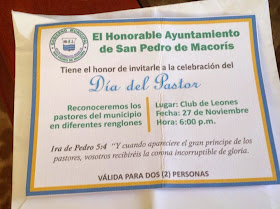 El Honorable Ayuntamiento
de San Pedro de Macorís
Tiene el honor de invitarle a la celebración del
Día del Pastor
Reconoceremos los
pastores del municipio
en diferentes renglones
Lugar: Club de Leones
Fecha: 27 de Noviembre
Hora: 6:00 p.m.
1ra de Pedro 5:4 "Y cuando apareciere el gran principe de los
pastores, vosotros recibiréis la corona incorruptible de gloria.
VÁLIDA PARA DOS (2) PERSONAS